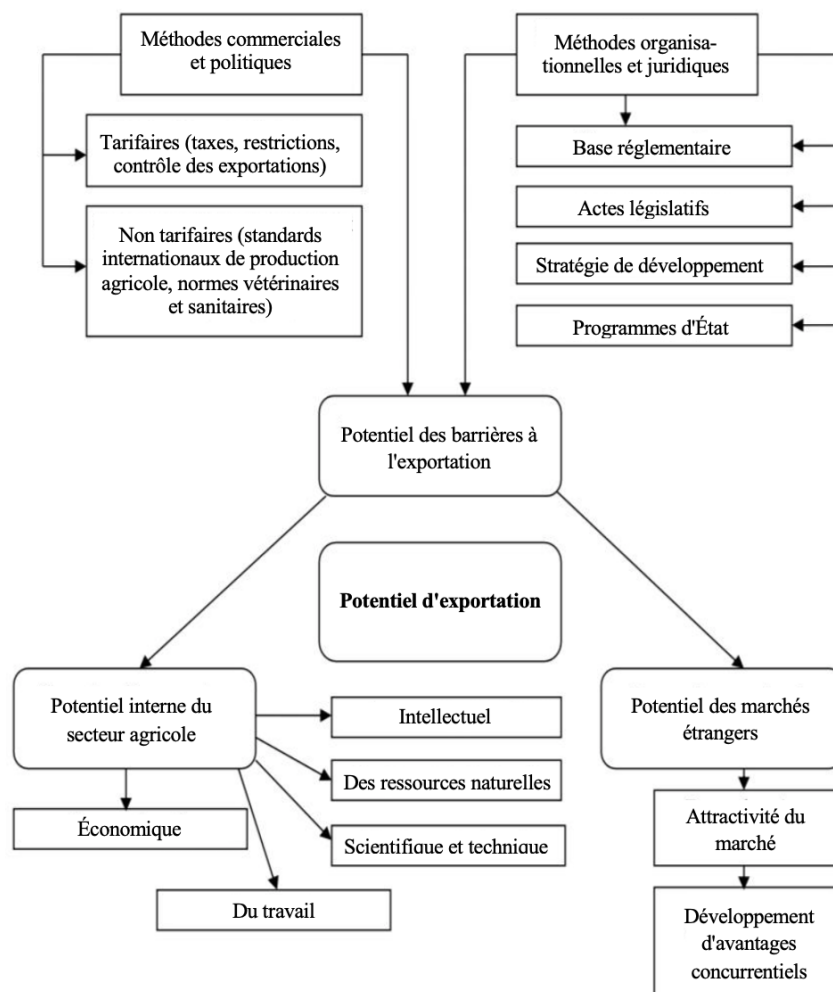 Méthodes commerciales
et politiques
Méthodes organisa-
tionnelles et juridiques
Tarifaires (taxes, restrictions,
contrôle des exportations)
Non tarifaires (standards
internationaux de production
agricole, normes vétérinaires
et sanitaires)
Base réglementaire
Actes législatifs
Stratégie de développement
Programmes d'État
Potentiel des barrières à
l'exportation
Potentiel d'exportation
Potentiel interne du
secteur agricole
Intellectuel
Des ressources naturelles
Scientifique et technique
Économique
Du travail
Potentiel des marchés
étrangers
Attractivité du
marché
Développement
d'avantages
concurrentiels